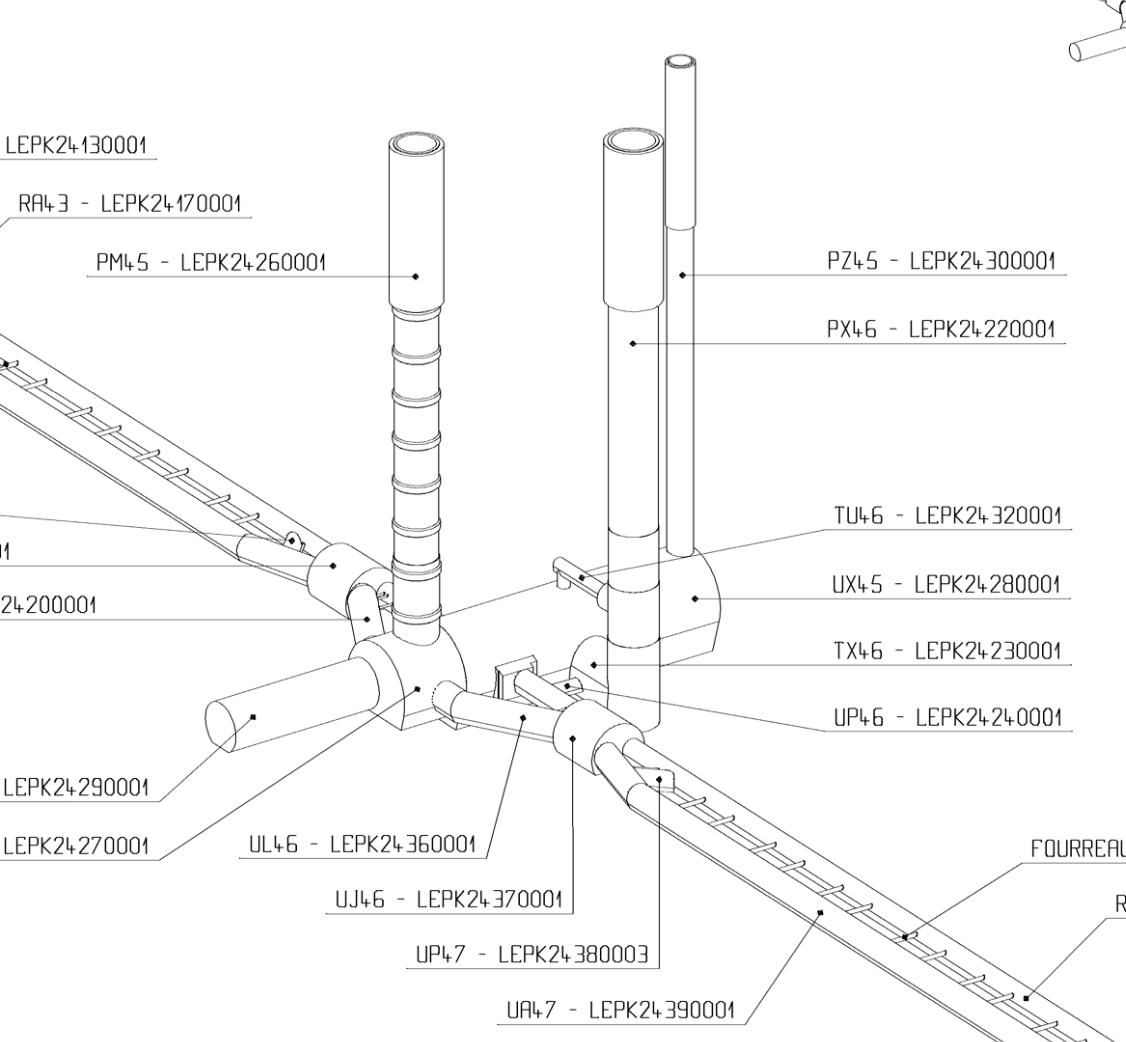 LEPK24130001
RA43 - LEPK24170001
PM45 - LEPK24260001
PZ45 - LEPK24300001
PX46 - LEPK24220001
TU46 - LEPK24320001
UX45 - LEPK24280001
24200001
TX46 - LEPK24230001
UP46 - LEPK24240001
LEPK24290001
LEPK24270001
UL46 - LEPK24360001
FOURREAU
UJ46 - LEPK24370001
R
UP47 - LEPK24380003
UA47 - LEPK24390001